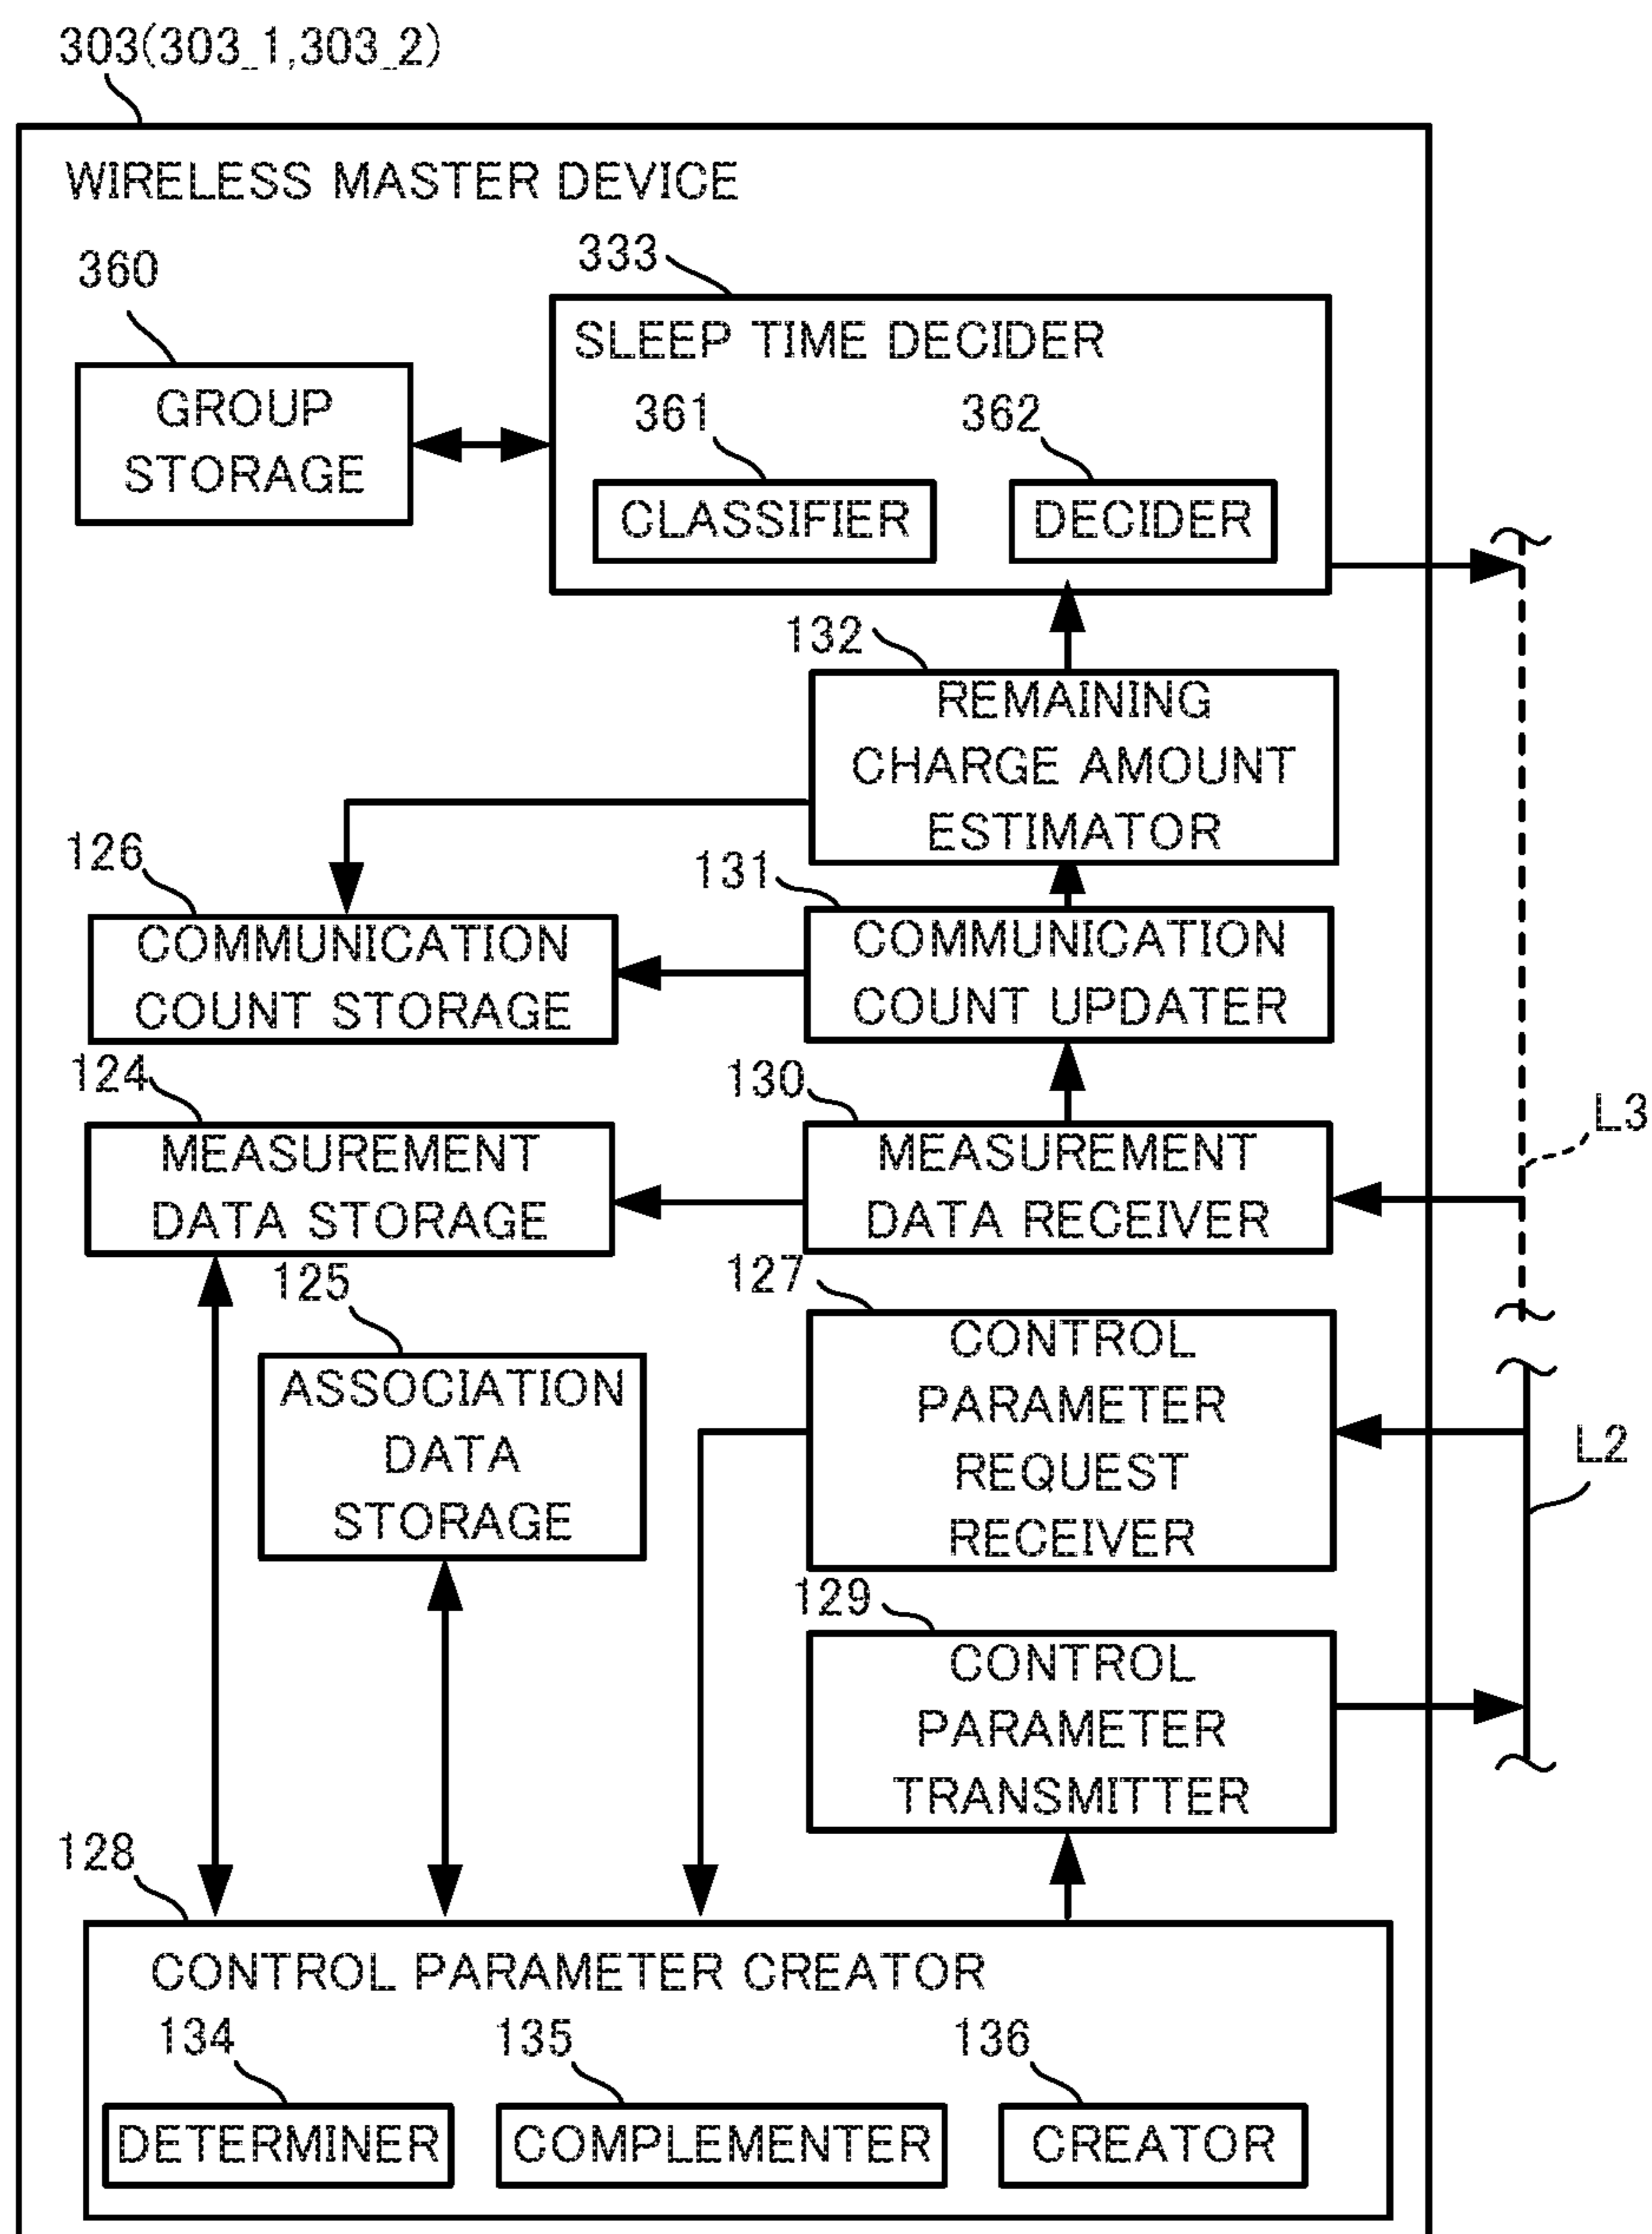 303(303_1,303_2)
WIRELESS MASTER DEVICE
333
360
SLEEP TIME DECIDER
GROUP
STORAGE
361
362
CLASSIFIER
DECIDER
132
REMAINING
CHARGE AMOUNT
ESTIMATOR
126
131
COMMUNICATION
COUNT STORAGE
COMMUNICATION
COUNT UPDATER
124
130
MEASUREMENT
DATA STORAGE
MEASUREMENT
DATA RECEIVER
L3
125
127
ASSOCIATION
DATA
STORAGE
CONTROL
PARAMETER
REQUEST
RECEIVER
L2
129
CONTROL
PARAMETER
TRANSMITTER
128
CONTROL PARAMETER CREATOR
134
135
136
DETERMINER
COMPLEMENTER
CREATOR